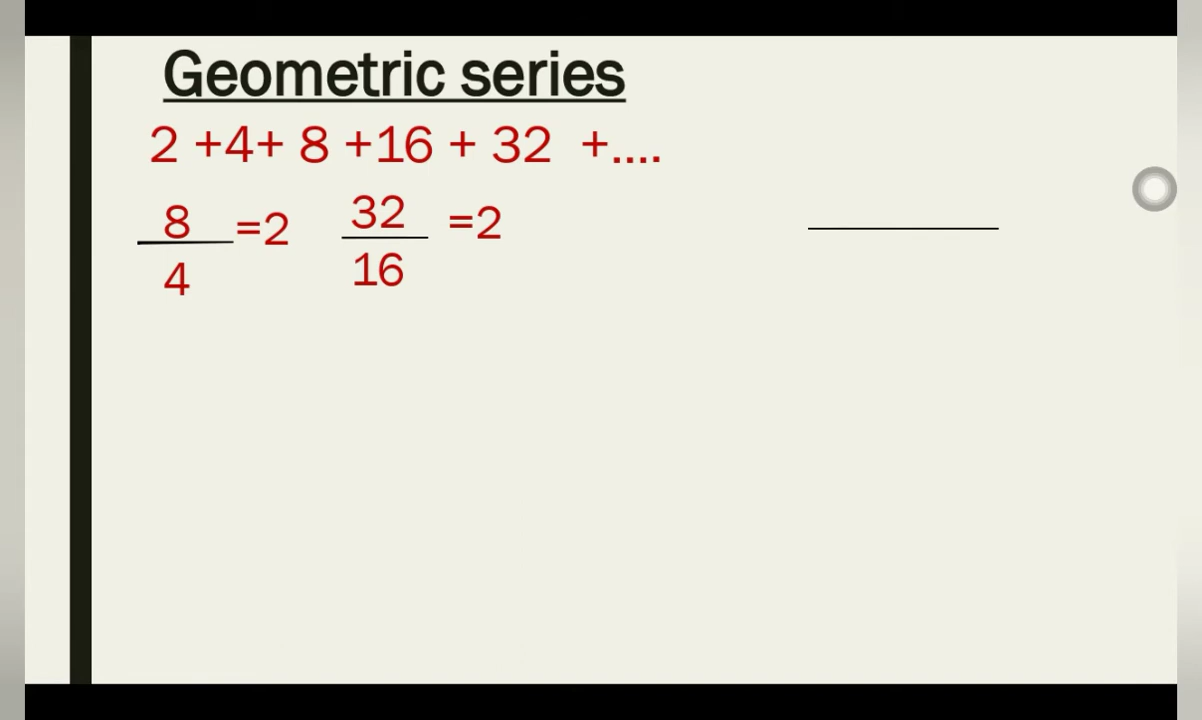 Geometric series
2 +4+ 8 +16 + 32 +....
8 =2 32 =2
4 16